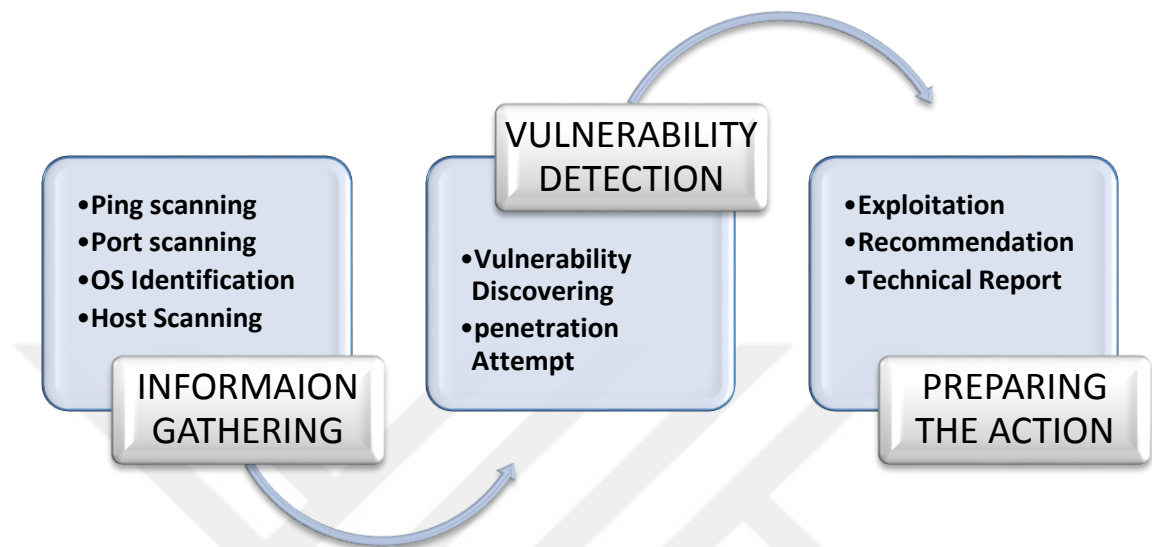 •Ping scanning
•Port scanning
•OS Identification
•Host Scanning
INFORMAION
GATHERING
VULNERABILITY
DETECTION
•Vulnerability
Discovering
•penetration
Attempt
•Exploitation
•Recommendation
•Technical Report
PREPARING
THE ACTION